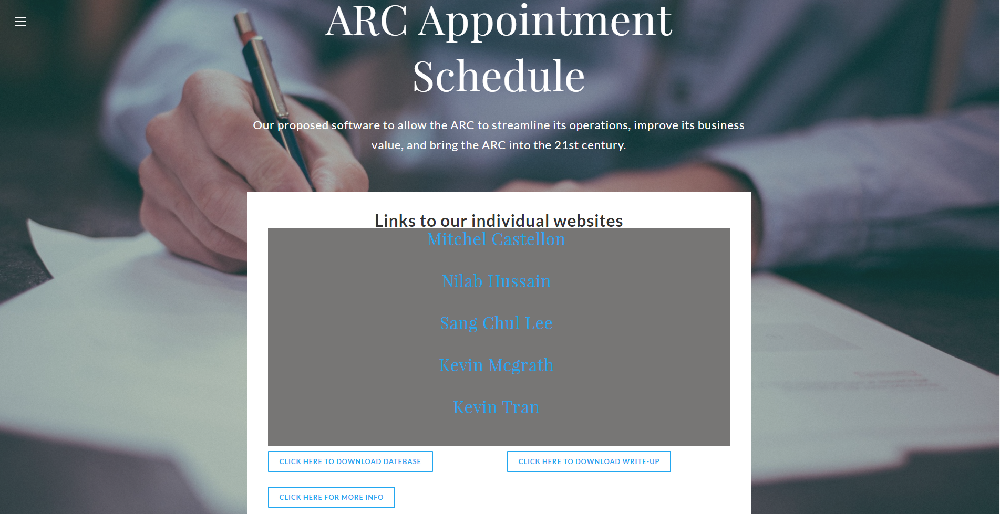 ARC Appointment
Schedule
Our proposed software to allow the ARC to streamline its operations, improve its business
value, and bring the ARC into the 21st century.
Links to our individual websites
Mitchel Castellon
Nilab Hussain
Sang Chul Lee
Kevin Mcgrath
Kevin Tran
CLICK HERE TO DOWNLOAD DATEBASE
CLICK HERE TO DOWNLOAD WRITE-UP
CLICK HERE FOR MORE INFO